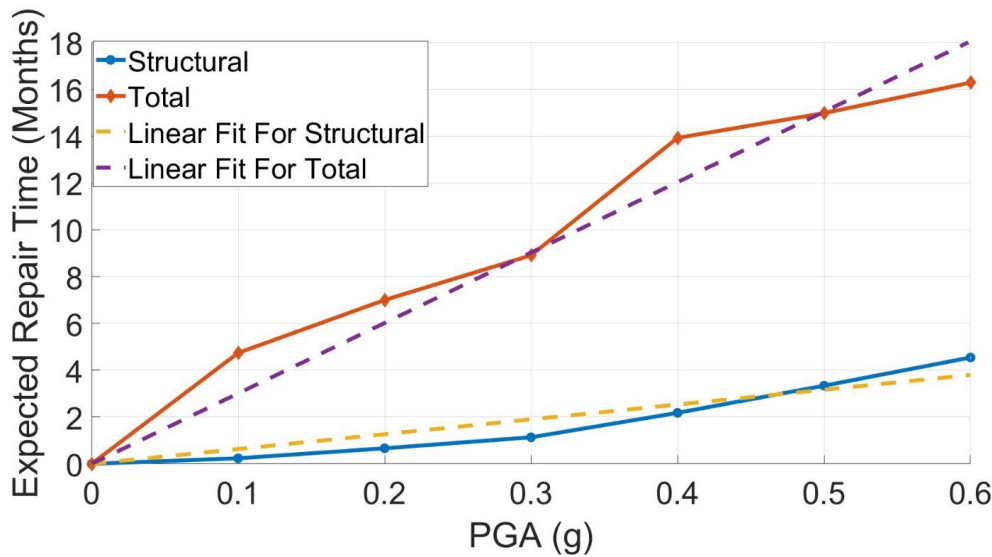 Expected Repair Time (Months)
18
16
14
12
10
8
6
4
2
0
Structural
Total
Linear Fit For Structural
Linear Fit For Total
0 0.1 0.2 0.3 0.4 0.5 0.6
PGA (g)